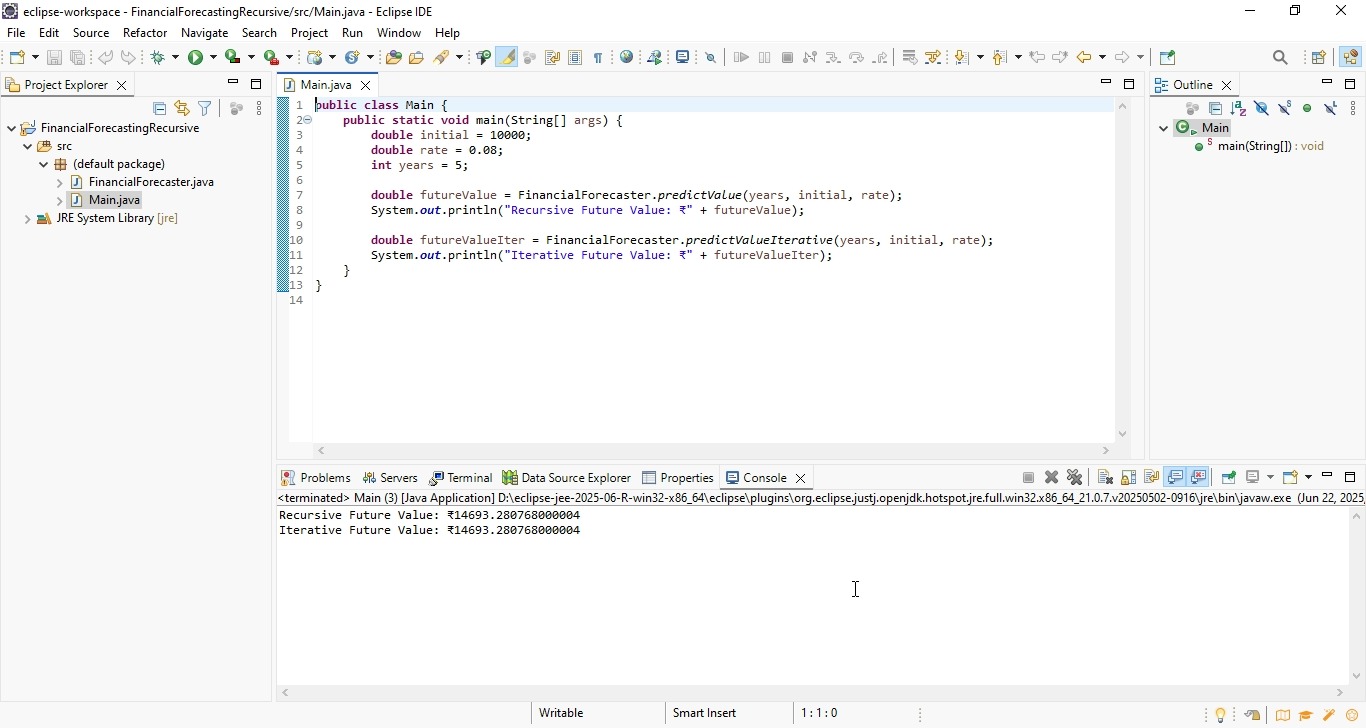 eclipse-workspace - FinancialForecastingRecursive/src/Main.java - Eclipse IDE
File Edit Source Refactor Navigate Search Project Run Window Help
Project Explorer
FinancialForecastingRecursive
src
(default package)
FinancialForecaster.java
Main.java
JRE System Library [jre]
Main.java
1 public class Main {
2 public static void main(String[] args) {
3 double initial = 10000;
4 double rate = 0.08;
5 int years = 5;
6
7 double futureValue = FinancialForecaster.predictValue(years, initial, rate);
8 System.out.println("Recursive Future Value: ₹" + futureValue);
9
10 double futureValueIter = FinancialForecaster.predictValueIterative(years, initial, rate);
11 System.out.println("Iterative Future Value: ₹" + futureValueIter);
12 }
13 }
14
Outline
Main
main(String[]) : void
Problems Servers Terminal Data Source Explorer Properties Console
<terminated> Main (3) [Java Application] D:\eclipse-jee-2025-06-R-win32-x86_64\eclipse\plugins\org.eclipse.justj.openjdk.hotspot.jre.full.win32.x86_64_21.0.7.v20250502-0916\jre\bin\javaw.exe (Jun 22, 2025,
Recursive Future Value: ₹14693.280768000004
Iterative Future Value: ₹14693.280768000004
Writable Smart Insert 1 : 1 : 0